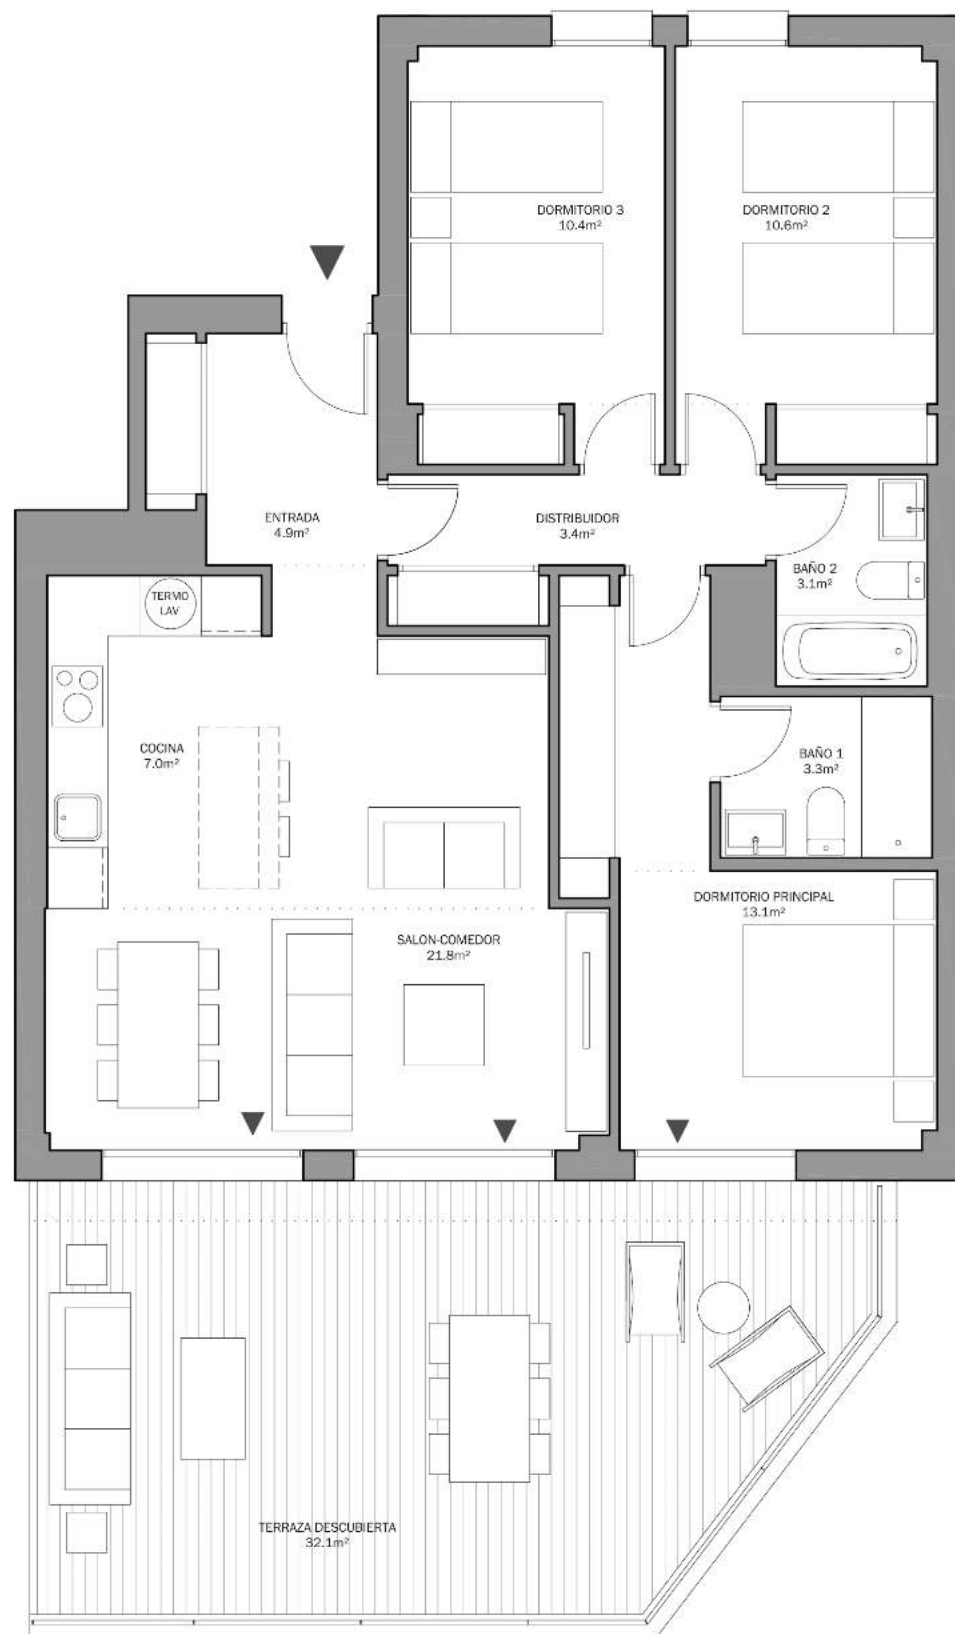 DORMITORIO 3
10.4m²
DORMITORIO 2
10.6m²
ENTRADA
4.9m²
DISTRIBUIDOR
3.4m²
BAÑO 2
3.1m²
TERMO
LAV
COCINA
7.0m²
BAÑO 1
3.3m²
DORMITORIO PRINCIPAL
13.1m²
SALON-COMEDOR
21.8m²
TERRAZA DESCUBIERTA
32.1m²